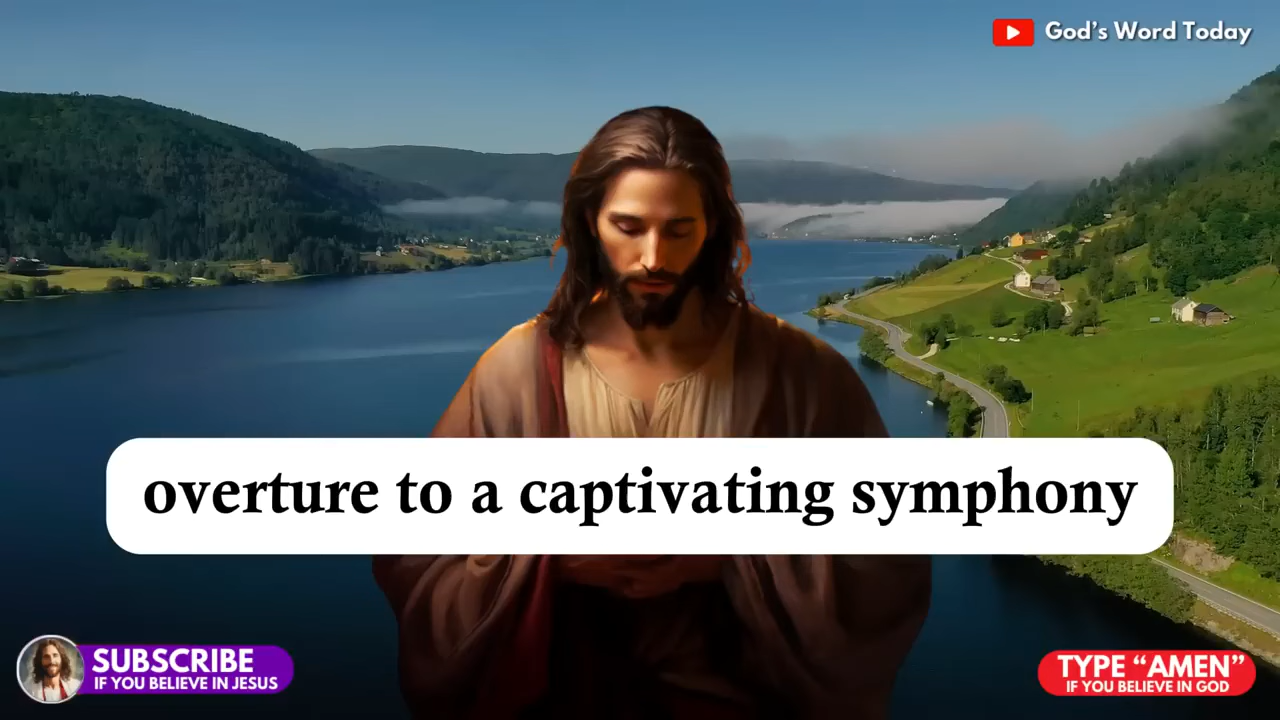 God's Word Today
overture to a captivating symphony
SUBSCRIBE
IF YOU BELIEVE IN JESUS
TYPE “AMEN”
IF YOU BELIEVE IN GOD